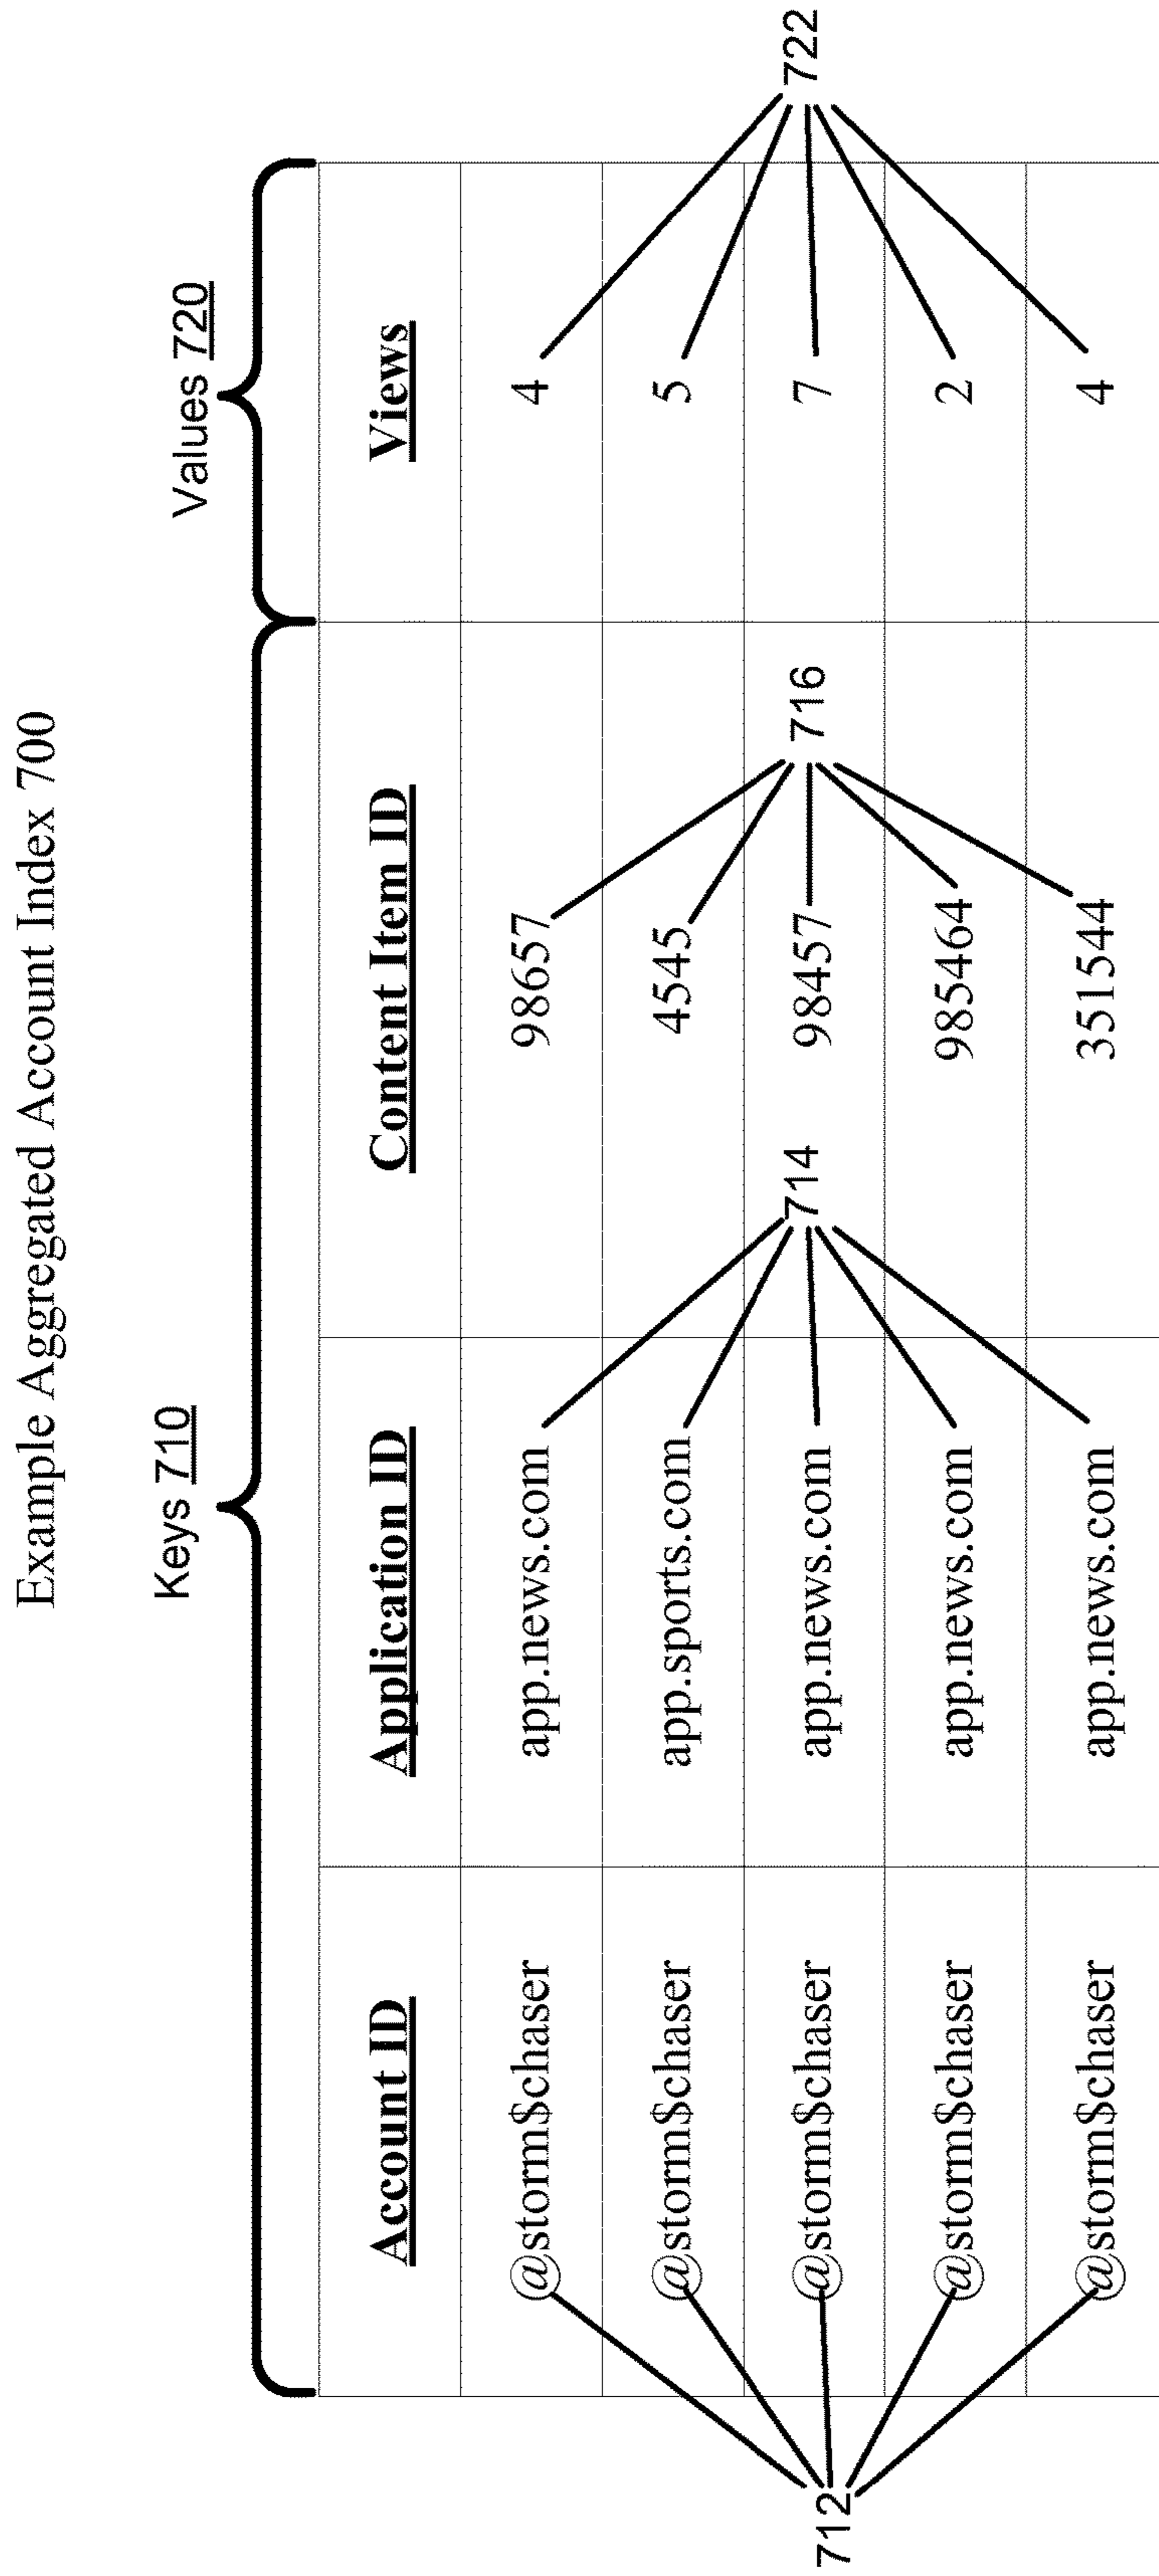 Example Aggregated Account Index 700
Keys 710
Values 720
Account ID Application ID Content Item ID Views
@storm$chaser app.news.com 98657 4
@storm$chaser app.sports.com 45545 5
@storm$chaser app.news.com 98457 7
@storm$chaser app.news.com 985464 2
@storm$chaser app.news.com 351544 4
712
714
716
722